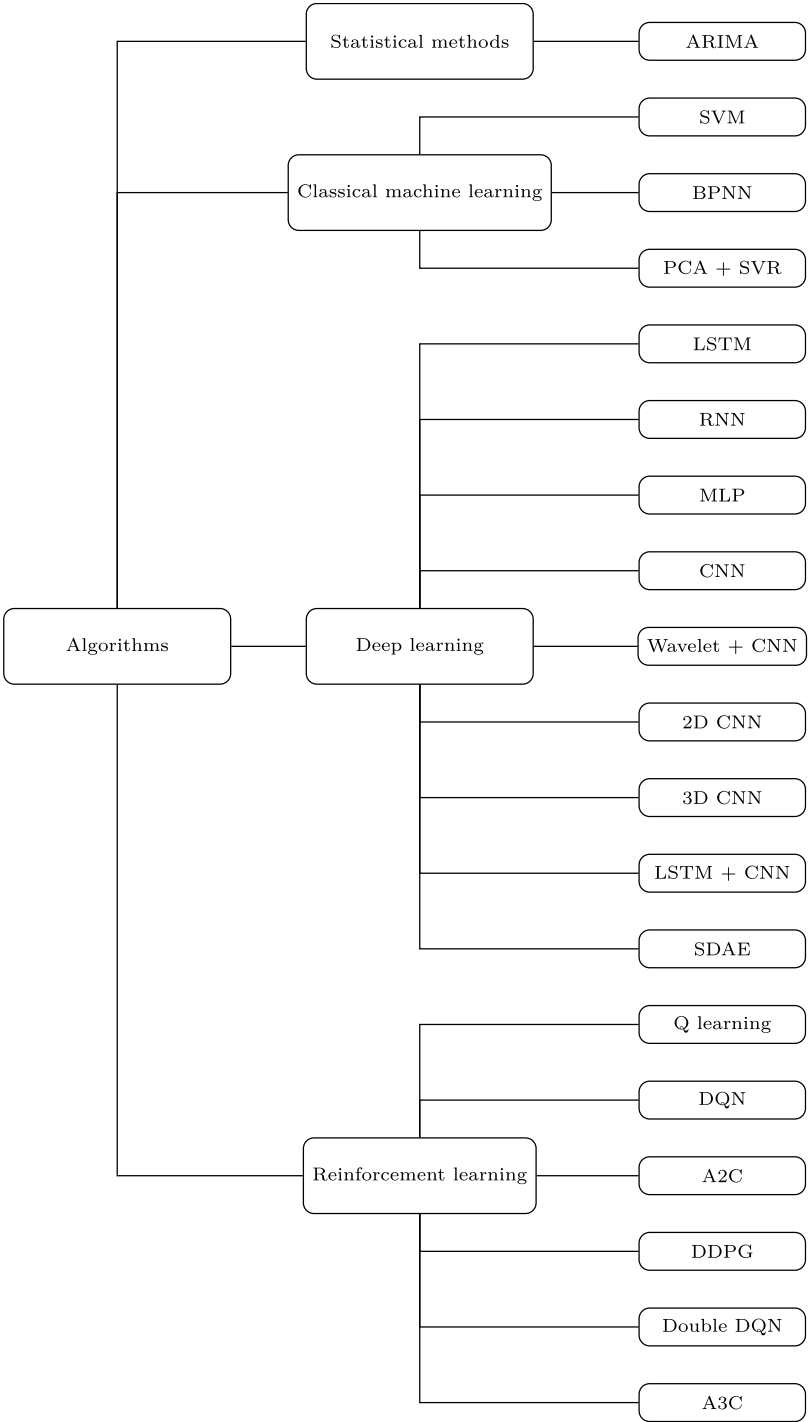 Statistical methods
ARIMA
SVM
Classical machine learning
BPNN
PCA + SVR
LSTM
RNN
MLP
CNN
Algorithms
Deep learning
Wavelet + CNN
2D CNN
3D CNN
LSTM + CNN
SDAE
Q learning
DQN
Reinforcement learning
A2C
DDPG
Double DQN
A3C